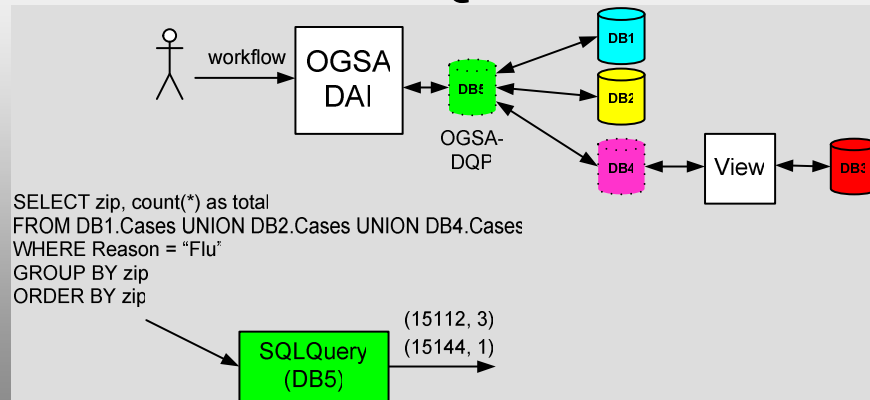 workflow
OGSA
DAI
DB5
OGSA-
DQP
DB1
DB2
DB4
View
DB3
SELECT zip, count(*) as total
FROM DB1.Cases UNION DB2.Cases UNION DB4.Cases
WHERE Reason = “Flu”
GROUP BY zip
ORDER BY zip
SQLQuery
(DB5)
(15112, 3)
(15144, 1)